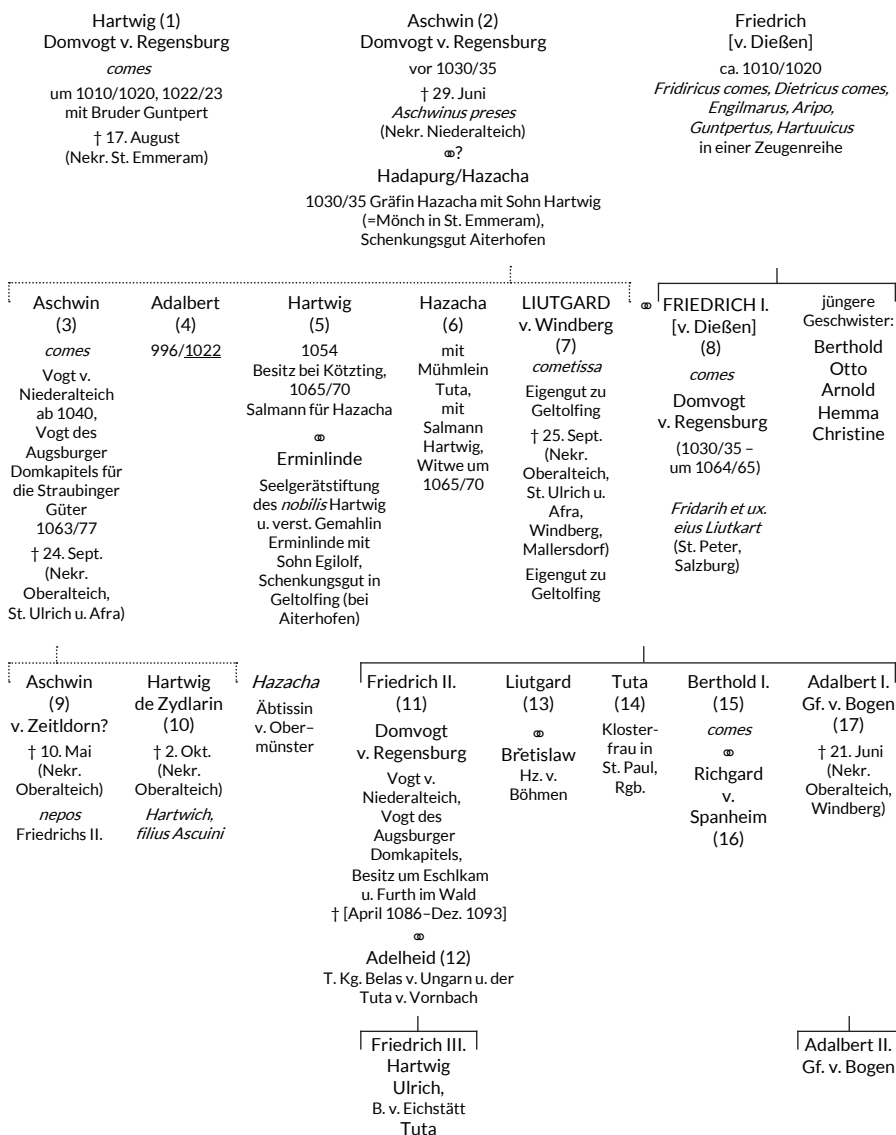 Hartwig (1)
Domvogt v. Regensburg
comes
um 1010/1020, 1022/23
mit Bruder Guntpert
† 17. August
(Nekr. St. Emmeram)
Aschwin (2)
Domvogt v. Regensburg
vor 1030/35
† 29. Juni
Aschwinus preses
(Nekr. Niederalteich)
⚭?
Hadapurg/Hazacha
1030/35 Gräfin Hazacha mit Sohn Hartwig
(=Mönch in St. Emmeram),
Schenkungsgut Aiterhofen
Friedrich
[v. Dießen]
ca. 1010/1020
Fridiricus comes, Dietricus comes,
Engilmarus, Aripo,
Guntpertus, Hartuuicus
in einer Zeugenreihe
Aschwin
(3)
comes
Vogt v.
Niederalteich
ab 1040,
Vogt des
Augsburger
Domkapitels für
die Straubinger
Güter
1063/77
† 24. Sept.
(Nekr.
Oberalteich,
St. Ulrich u. Afra)
Adalbert
(4)
996/1022
Hartwig
(5)
1054
Besitz bei Kötzting,
1065/70
Salmann für Hazacha
⚭
Erminlinde
Seelgerätstiftung
des nobilis Hartwig
u. verst. Gemahlin
Erminlinde mit
Sohn Egilolf,
Schenkungsgut in
Geltolfing (bei
Aiterhofen)
Hazacha
(6)
mit
Mühmlein
Tuta,
mit
Salmann
Hartwig,
Witwe um
1065/70
LIUTGARD
v. Windberg
(7)
cometissa
Eigengut zu
Geltolfing
† 25. Sept.
(Nekr.
Oberalteich,
St. Ulrich u.
Afra,
Windberg,
Mallersdorf)
Eigengut zu
Geltolfing
⚭
FRIEDRICH I.
[v. Dießen]
(8)
comes
Domvogt
v. Regensburg
(1030/35 –
um 1064/65)
Fridarih et ux.
eius Liutkart
(St. Peter,
Salzburg)
jüngere
Geschwister:
Berthold
Otto
Arnold
Hemma
Christine
Aschwin
(9)
v. Zeitldorn?
† 10. Mai
(Nekr.
Oberalteich)
nepos
Friedrichs II.
Hartwig
de Zydlarin
(10)
† 2. Okt.
(Nekr.
Oberalteich)
Hartwich,
filius Ascuini
Hazacha
Äbtissin
v. Ober-
münster
Friedrich II.
(11)
Domvogt
v. Regensburg
Vogt v.
Niederalteich,
Vogt des
Augsburger
Domkapitels,
Besitz um Eschlkam
u. Furth im Wald
† [April 1086–Dez. 1093]
⚭
Adelheid (12)
T. Kg. Belas v. Ungarn u. der
Tuta v. Vornbach
Liutgard
(13)
⚭
Břetislaw
Hz. v.
Böhmen
Tuta
(14)
Kloster-
frau in
St. Paul,
Rgb.
Berthold I.
(15)
comes
⚭
Richgard
v.
Spanheim
(16)
Adalbert I.
Gf. v. Bogen
(17)
† 21. Juni
(Nekr.
Oberalteich,
Windberg)
Friedrich III.
Hartwig
Ulrich,
B. v. Eichstätt
Tuta
Adalbert II.
Gf. v. Bogen